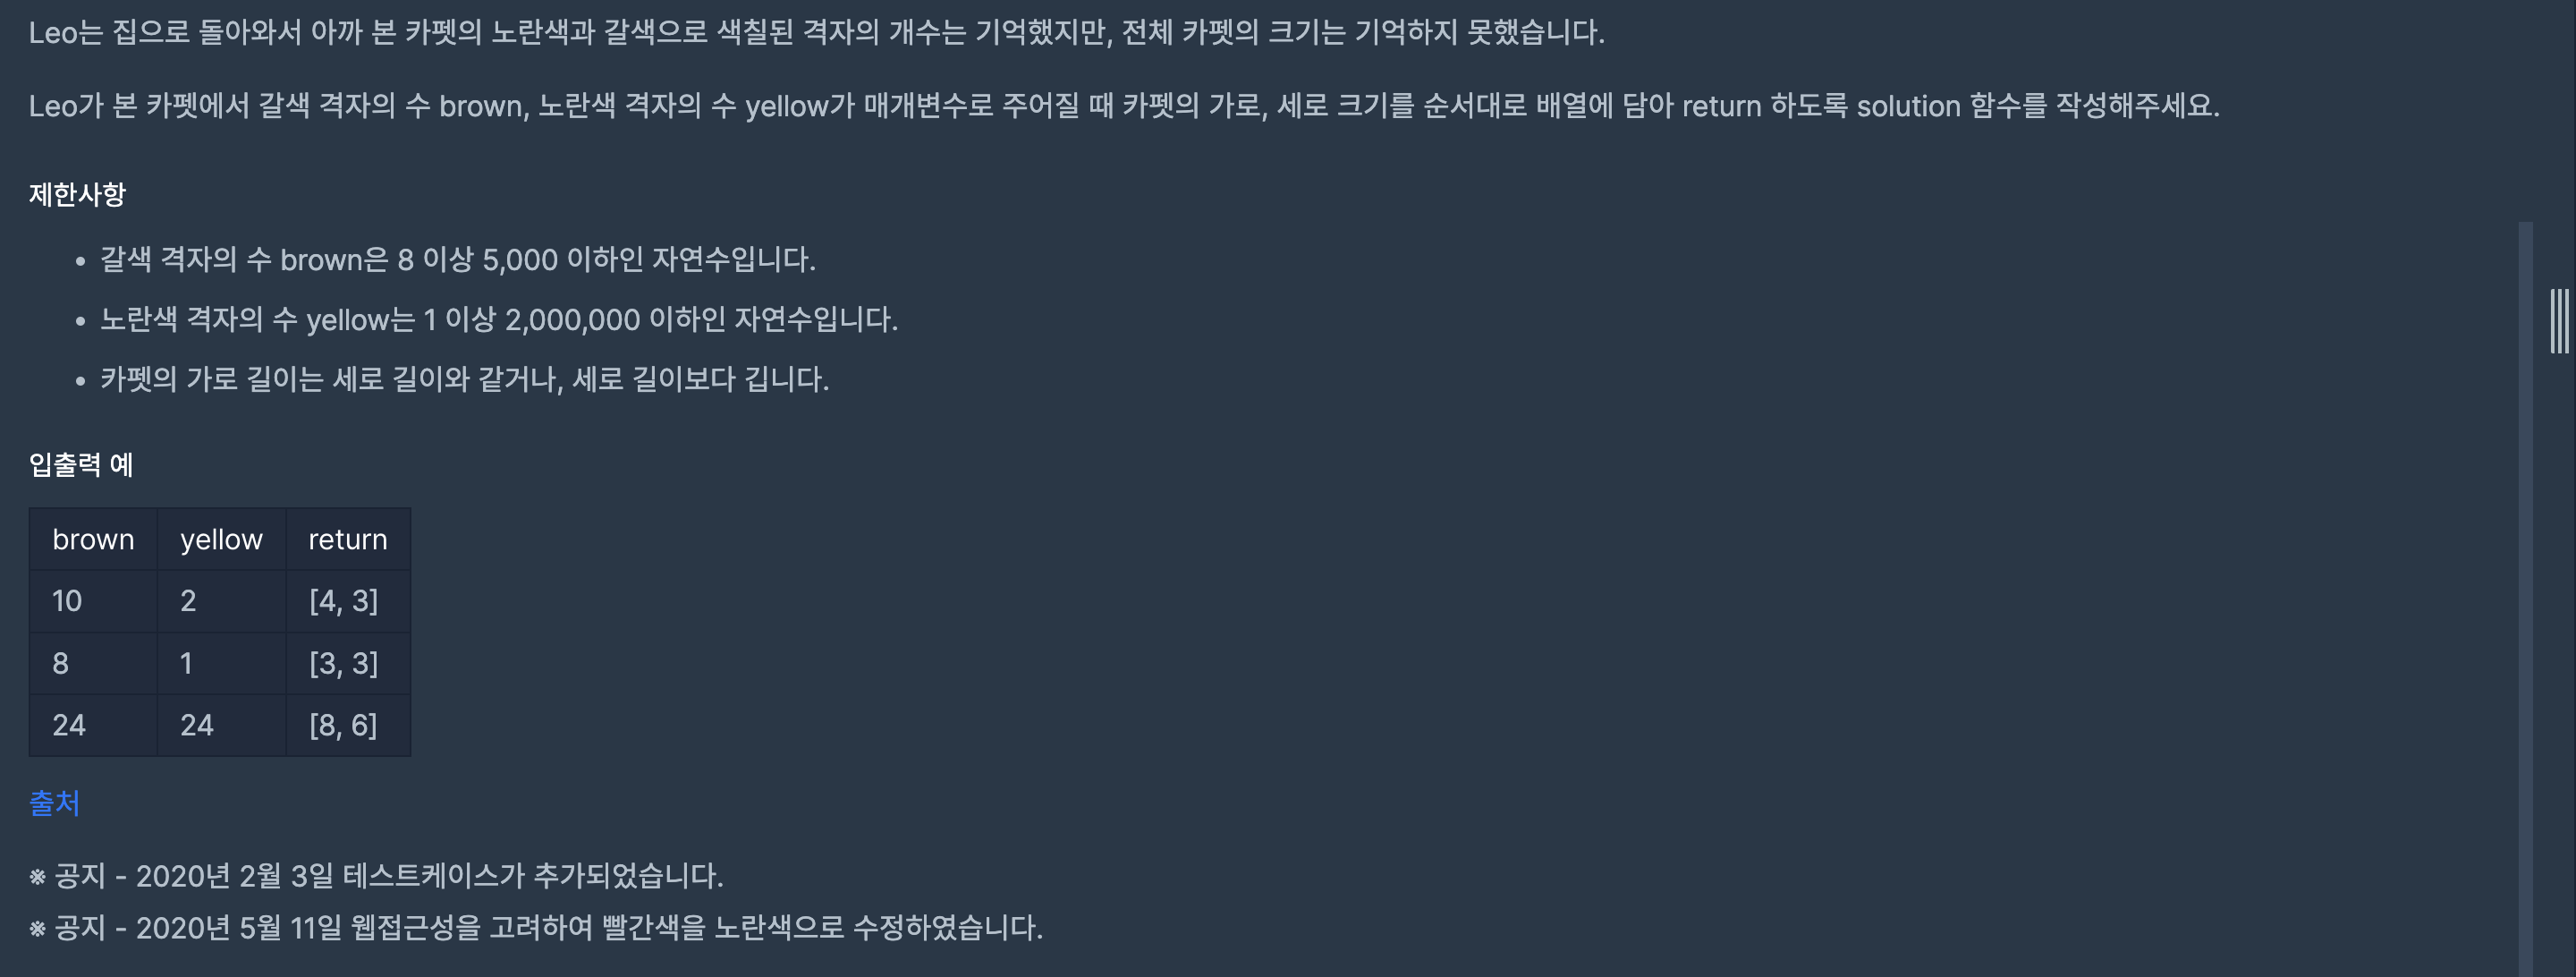 Leo는 집으로 돌아와서 아까 본 카펫의 노란색과 갈색으로 색칠된 격자의 개수는 기억했지만, 전체 카펫의 크기는 기억하지 못했습니다.
Leo가 본 카펫에서 갈색 격자의 수 brown, 노란색 격자의 수 yellow가 매개변수로 주어질 때 카펫의 가로, 세로 크기를 순서대로 배열에 담아 return 하도록 solution 함수를 작성해주세요.
제한사항
• 갈색 격자의 수 brown은 8 이상 5,000 이하인 자연수입니다.
• 노란색 격자의 수 yellow는 1 이상 2,000,000 이하인 자연수입니다.
• 카펫의 가로 길이는 세로 길이와 같거나, 세로 길이보다 깁니다.
입출력 예
brown yellow return
10 2 [4, 3]
8 1 [3, 3]
24 24 [8, 6]
출처
※ 공지 - 2020년 2월 3일 테스트케이스가 추가되었습니다.
※ 공지 - 2020년 5월 11일 웹접근성을 고려하여 빨간색을 노란색으로 수정하였습니다.